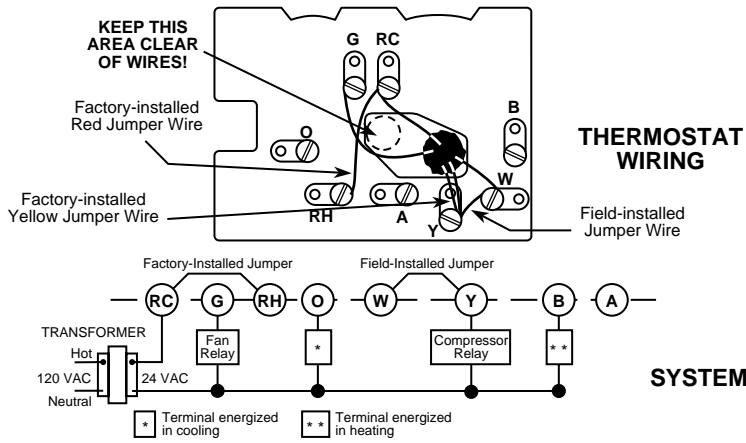 KEEP THIS
AREA CLEAR
OF WIRES!
G RC
Factory-installed
Red Jumper Wire
O
B
THERMOSTAT
WIRING
W
Factory-installed
Yellow Jumper Wire
RH
A
Y
Field-installed
Jumper Wire
Factory-Installed Jumper
Field-Installed Jumper
RC G RH O W Y B A
TRANSFORMER
Hot
120 VAC
Neutral
24 VAC
Fan
Relay
*
Compressor
Relay
* *
SYSTEM
* Terminal energized
in cooling
* * Terminal energized
in heating